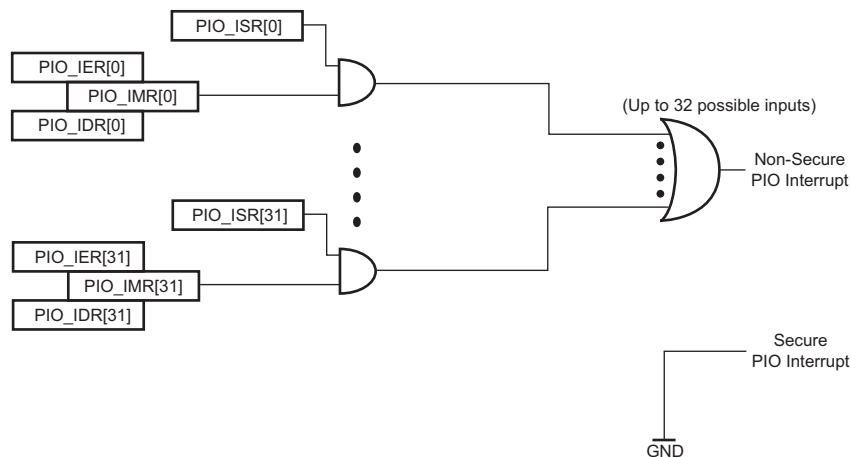 PIO_ISR[0]
PIO_IER[0]
PIO_IMR[0]
PIO_IDR[0]
(Up to 32 possible inputs)
Non-Secure
PIO Interrupt
PIO_ISR[31]
PIO_IER[31]
PIO_IMR[31]
PIO_IDR[31]
Secure
PIO Interrupt
GND